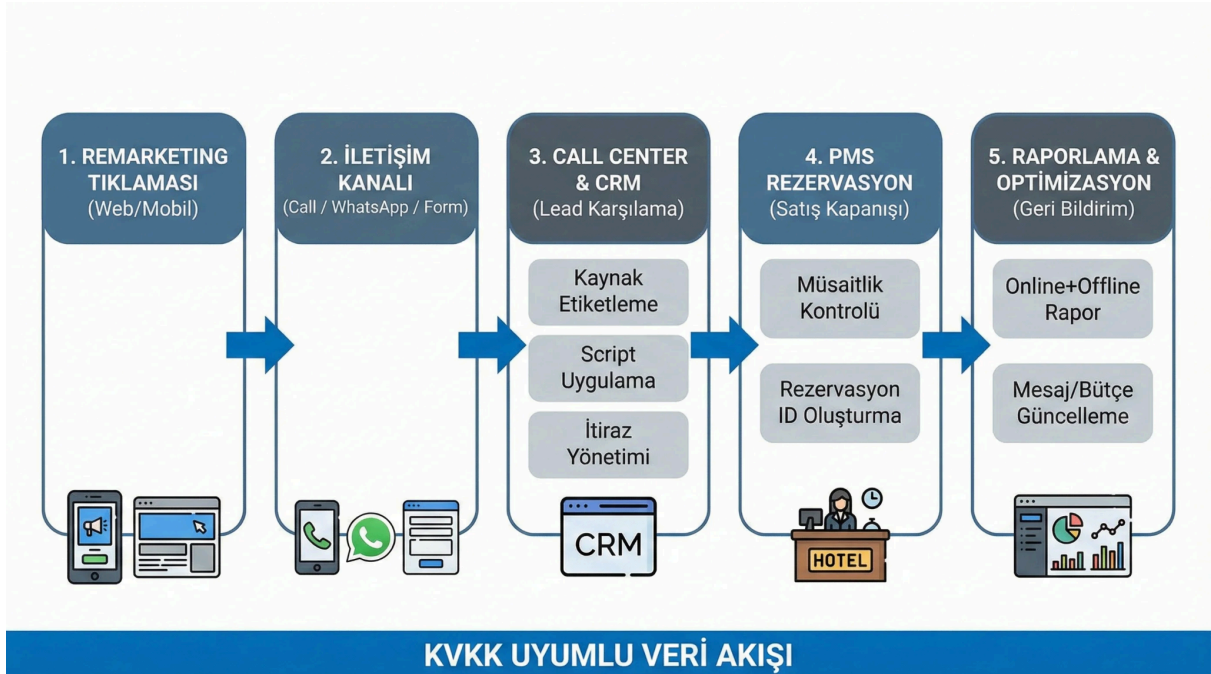 1. REMARKETING
TIKLAMASI
(Web/Mobil)
2. İLETİŞİM
KANALI
(Call / WhatsApp / Form)
3. CALL CENTER
& CRM
(Lead Karşılama)
Kaynak
Etiketleme
Script
Uygulama
İtiraz
Yönetimi
CRM
4. PMS
REZERVASYON
(Satış Kapanışı)
Müsaitlik
Kontrolü
Rezervasyon
ID Oluşturma
HOTEL
5. RAPORLAMA &
OPTİMİZASYON
(Geri Bildirim)
Online+Offline
Rapor
Mesaj/Bütçe
Güncelleme
KVKK UYUMLU VERİ AKIŞI